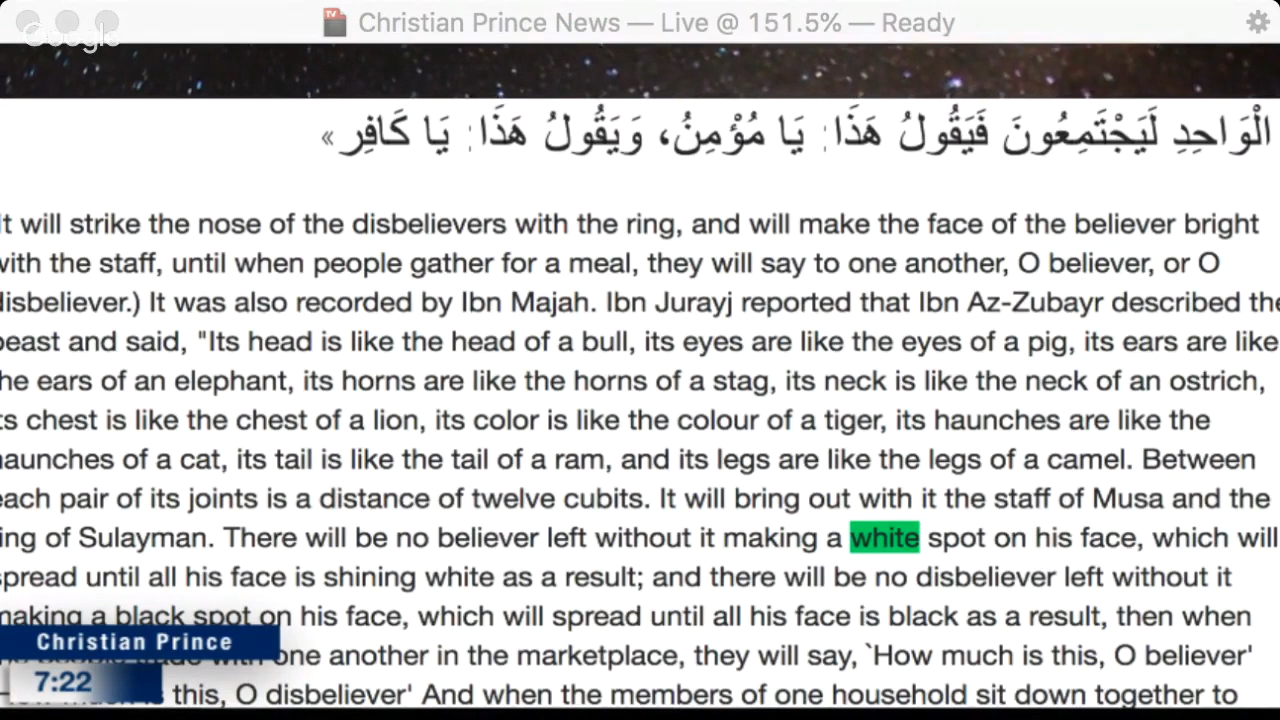 Christian Prince News — Live @ 151.5% — Ready
Google
الْوَاحِدِ لَيَجْتَمِعُونَ فَيَقُولُ هَذَا: يَا مُؤْمِنُ، وَيَقُولُ هَذَا: يَا كَافِر»
It will strike the nose of the disbelievers with the ring, and will make the face of the believer bright
with the staff, until when people gather for a meal, they will say to one another, O believer, or O
disbeliever.) It was also recorded by Ibn Majah. Ibn Jurayj reported that Ibn Az-Zubayr described the
beast and said, "Its head is like the head of a bull, its eyes are like the eyes of a pig, its ears are like
the ears of an elephant, its horns are like the horns of a stag, its neck is like the neck of an ostrich,
its chest is like the chest of a lion, its color is like the colour of a tiger, its haunches are like the
haunches of a cat, its tail is like the tail of a ram, and its legs are like the legs of a camel. Between
each pair of its joints is a distance of twelve cubits. It will bring out with it the staff of Musa and the
ring of Sulayman. There will be no believer left without it making a white spot on his face, which will
spread until all his face is shining white as a result; and there will be no disbeliever left without it
making a black spot on his face, which will spread until all his face is black as a result, then when
with one another in the marketplace, they will say, `How much is this, O believer'
this, O disbeliever' And when the members of one household sit down together to
Christian Prince
7:22